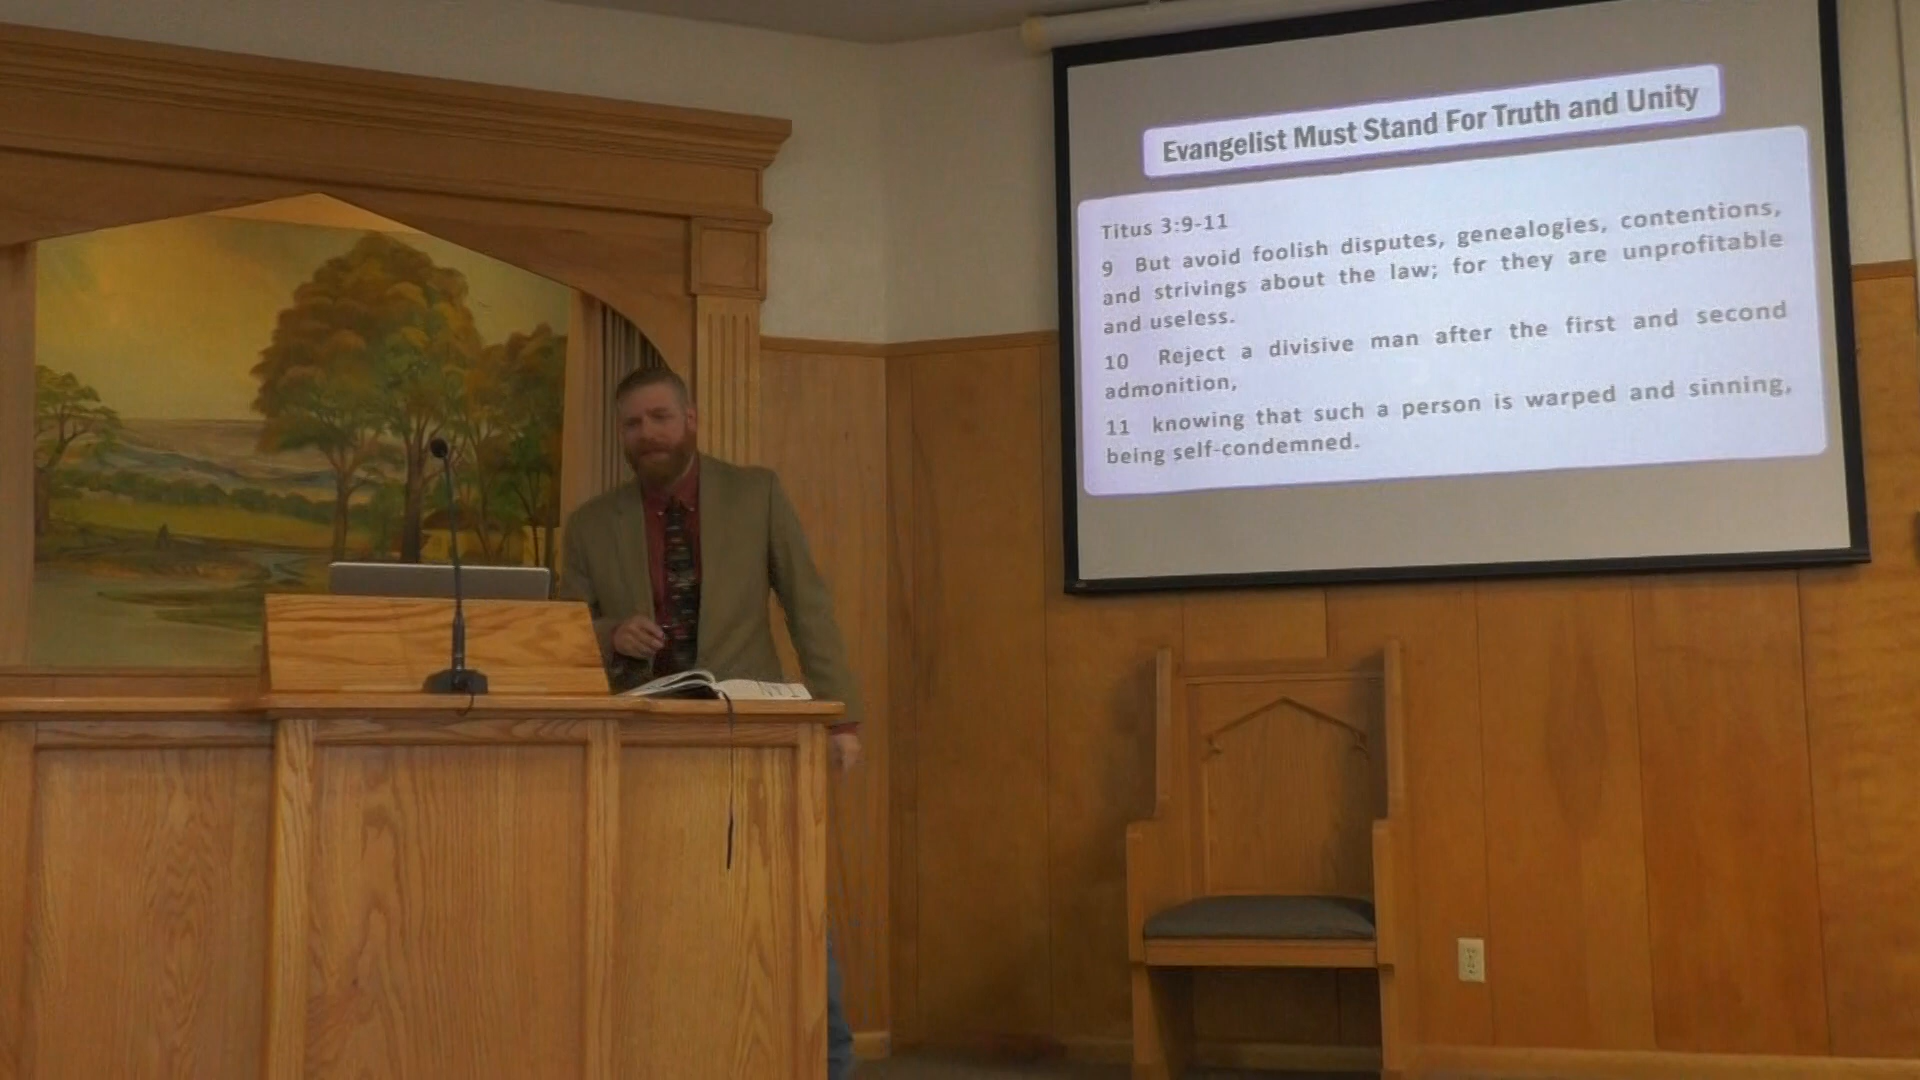 Evangelist Must Stand For Truth and Unity
Titus 3:9-11
9 But avoid foolish disputes, genealogies, contentions,
and strivings about the law; for they are unprofitable
and useless.
10 Reject a divisive man after the first and second
admonition,
11 knowing that such a person is warped and sinning,
being self-condemned.